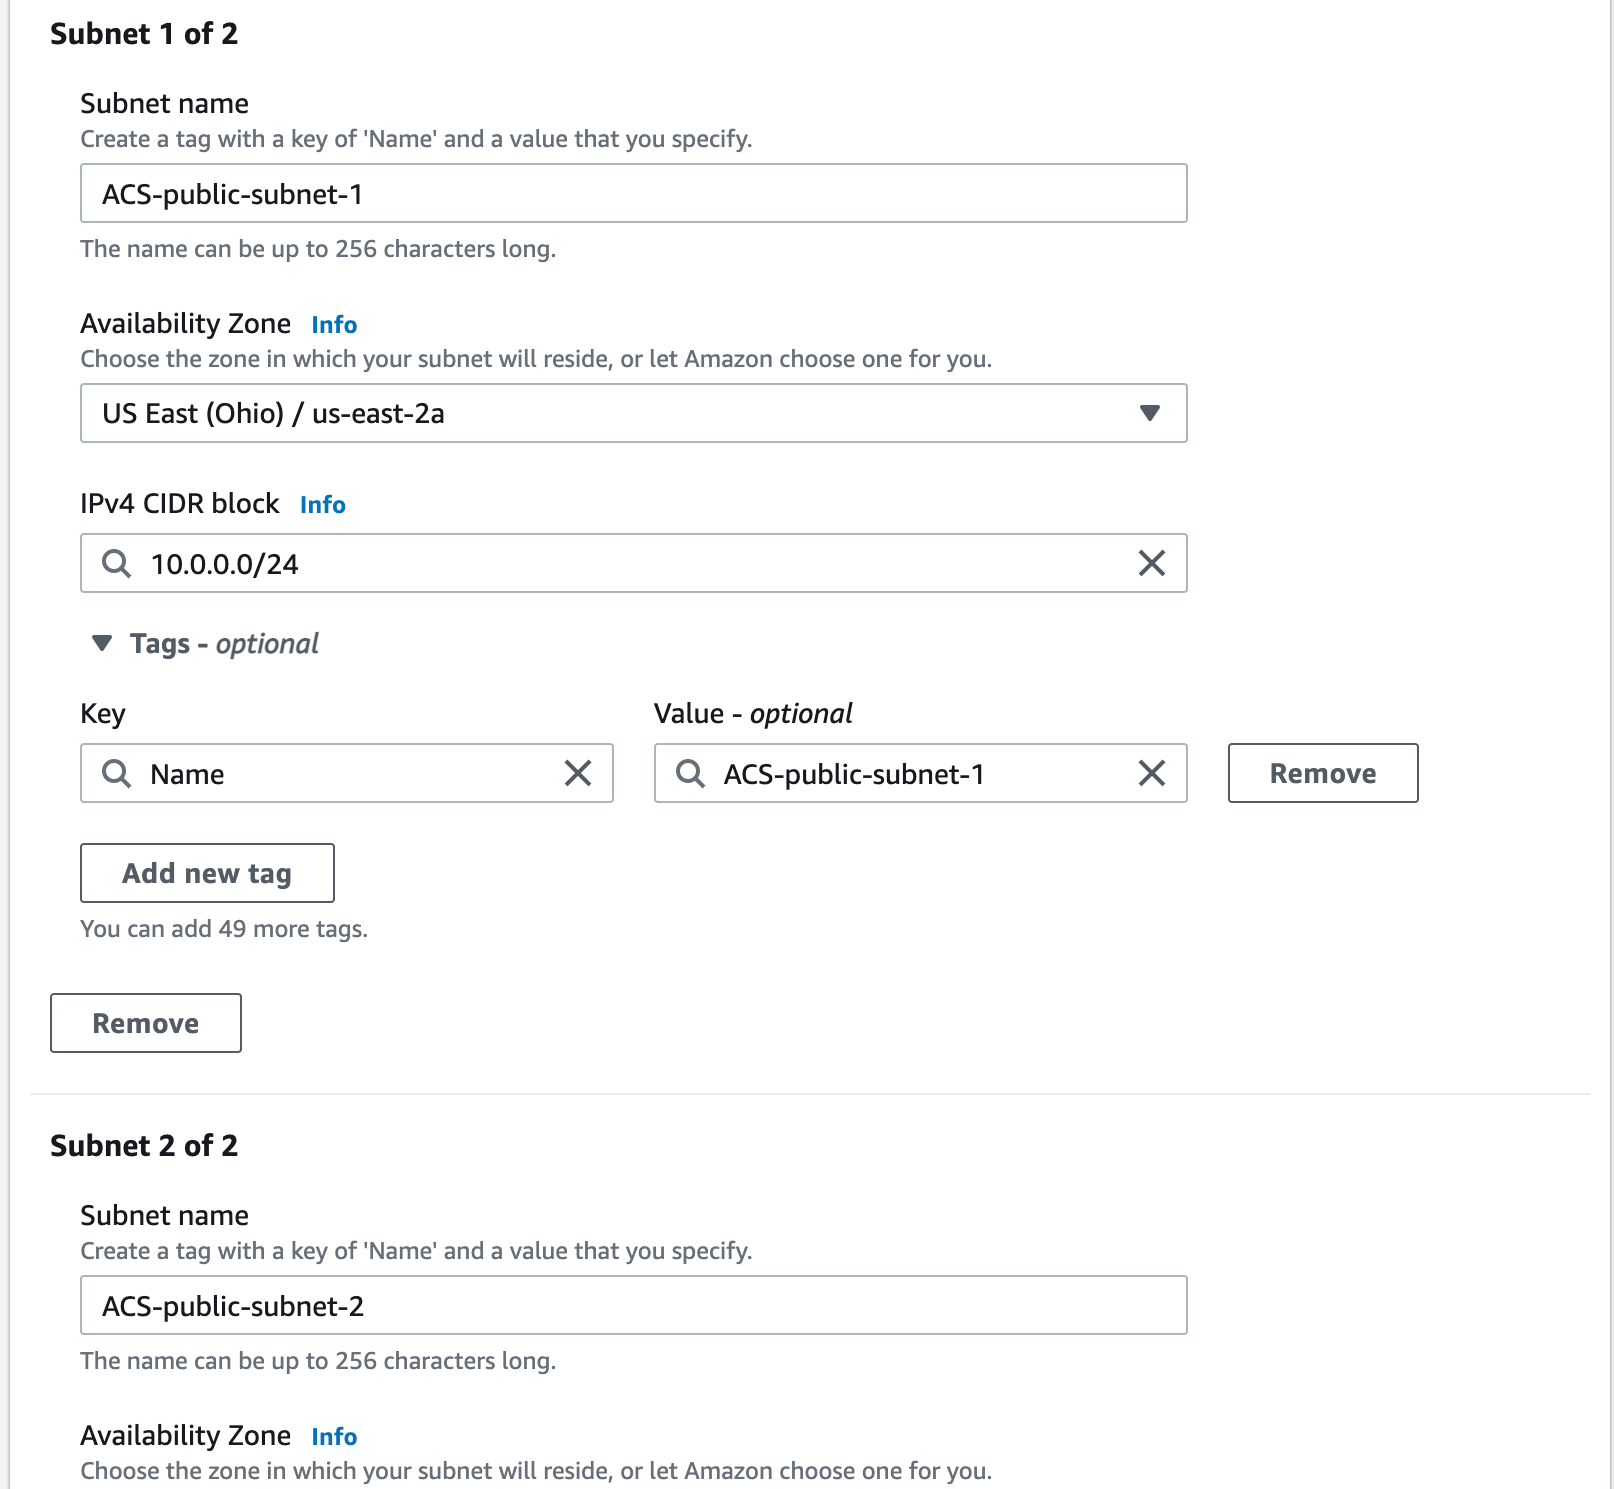 Subnet 1 of 2
Subnet name
Create a tag with a key of 'Name' and a value that you specify.
ACS-public-subnet-1
The name can be up to 256 characters long.
Availability Zone Info
Choose the zone in which your subnet will reside, or let Amazon choose one for you.
US East (Ohio) / us-east-2a
IPv4 CIDR block Info
10.0.0.0/24
Tags - optional
Key Value - optional
Name ACS-public-subnet-1 Remove
Add new tag
You can add 49 more tags.
Remove
Subnet 2 of 2
Subnet name
Create a tag with a key of 'Name' and a value that you specify.
ACS-public-subnet-2
The name can be up to 256 characters long.
Availability Zone Info
Choose the zone in which your subnet will reside, or let Amazon choose one for you.